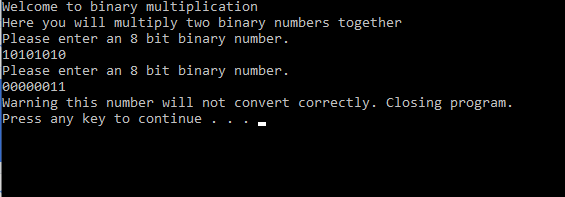 Welcome to binary multiplication
Here you will multiply two binary numbers together
Please enter an 8 bit binary number.
10101010
Please enter an 8 bit binary number.
00000011
Warning this number will not convert correctly. Closing program.
Press any key to continue . . .